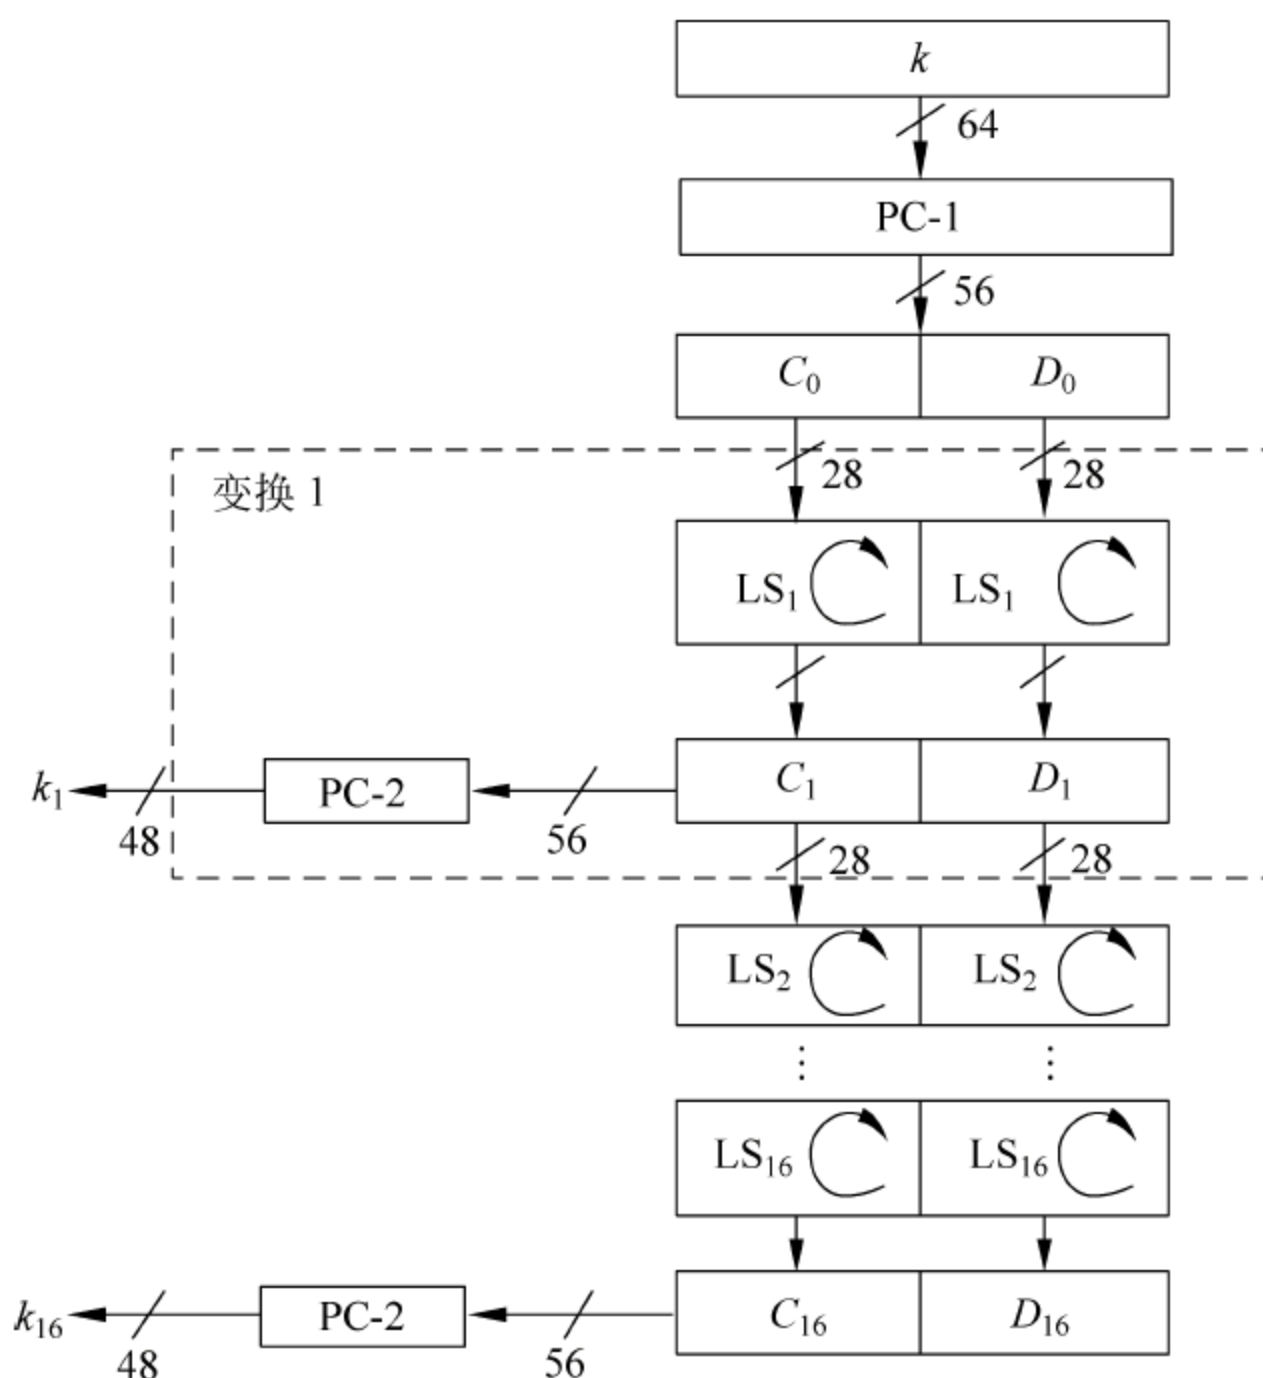 k
64
PC-1
56
C₀ D₀
28 28
变换 1
LS₁ LS₁
k₁ 48 PC-2 56 C₁ D₁
28 28
LS₂ LS₂
⋮ ⋮
LS₁₆ LS₁₆
k₁₆ 48 PC-2 56 C₁₆ D₁₆